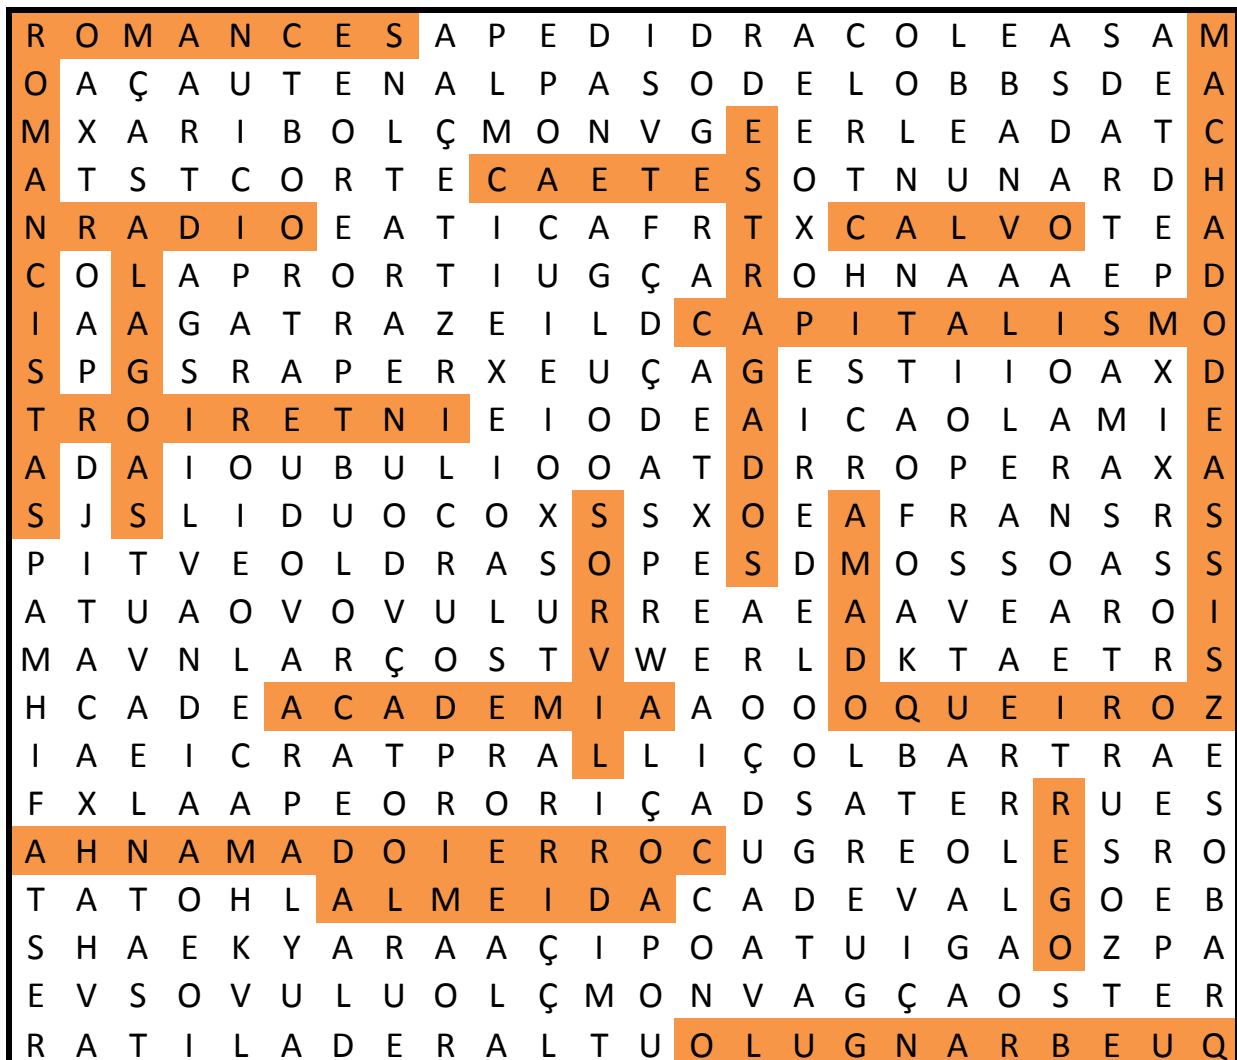 R O M A N C E S A P E D I D R A C O L E A S A M
O A Ç A U T E N A L P A S O D E L O B B S D E A
M X A R I B O L Ç M O N V G E E R L E A D A T C
A T S T C O R T E C A E T E S O T N U N A R D H
N R A D I O E A T I C A F R T X C A L V O T E A
C O L A P R O R T I U G Ç A R O H N A A A E P D
I A A G A T R A Z E I L D C A P I T A L I S M O
S P G S R A P E R X E U Ç A G E S T I I O A X D
T R O I R E T N I E I O D E A I C A O L A M I E
A D A I O U B U L I O O A T D R R O P E R A X A
S J S L I D U O C O X S S X O E A F R A N S R S
P I T V E O L D R A S O P E S D M O S S O A S S
A T U A O V O V U L U R R E A E A A V E A R O I
M A V N L A R Ç O S T V W E R L D K T A E T R S
H C A D E A C A D E M I A A O O O Q U E I R O Z
I A E I C R A T P R A L L I Ç O L B A R T R A E
F X L A A P E O R O R I Ç A D S A T E R R U E S
A H N A M A D O I E R R O C U G R E O L E S R O
T A T O H L A L M E I D A C A D E V A L G O E B
S H A E K Y A R A A Ç I P O A T U I G A O Z P A
E V S O V U L U O L Ç M O N V A G Ç A O S T E R
R A T I L A D E R A L T U O L U G N A R B E U Q